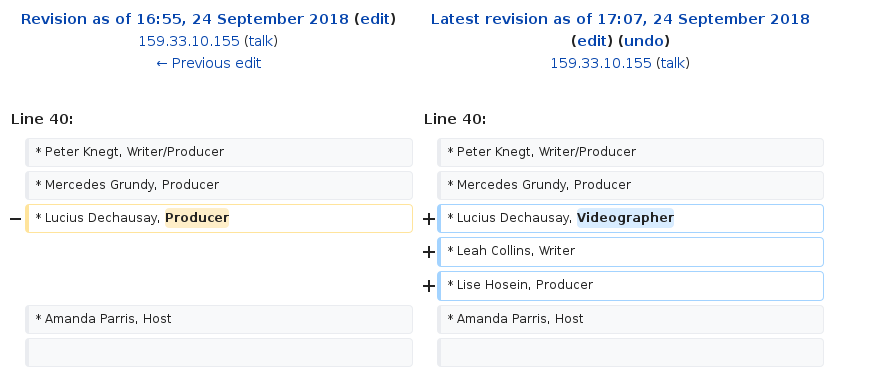 Revision as of 16:55, 24 September 2018 (edit)
159.33.10.155 (talk)
← Previous edit
Latest revision as of 17:07, 24 September 2018
(edit) (undo)
159.33.10.155 (talk)
Line 40:
Line 40:
* Peter Knegt, Writer/Producer
* Peter Knegt, Writer/Producer
* Mercedes Grundy, Producer
* Mercedes Grundy, Producer
− * Lucius Dechausay, Producer
+ * Lucius Dechausay, Videographer
+ * Leah Collins, Writer
+ * Lise Hosein, Producer
* Amanda Parris, Host
* Amanda Parris, Host